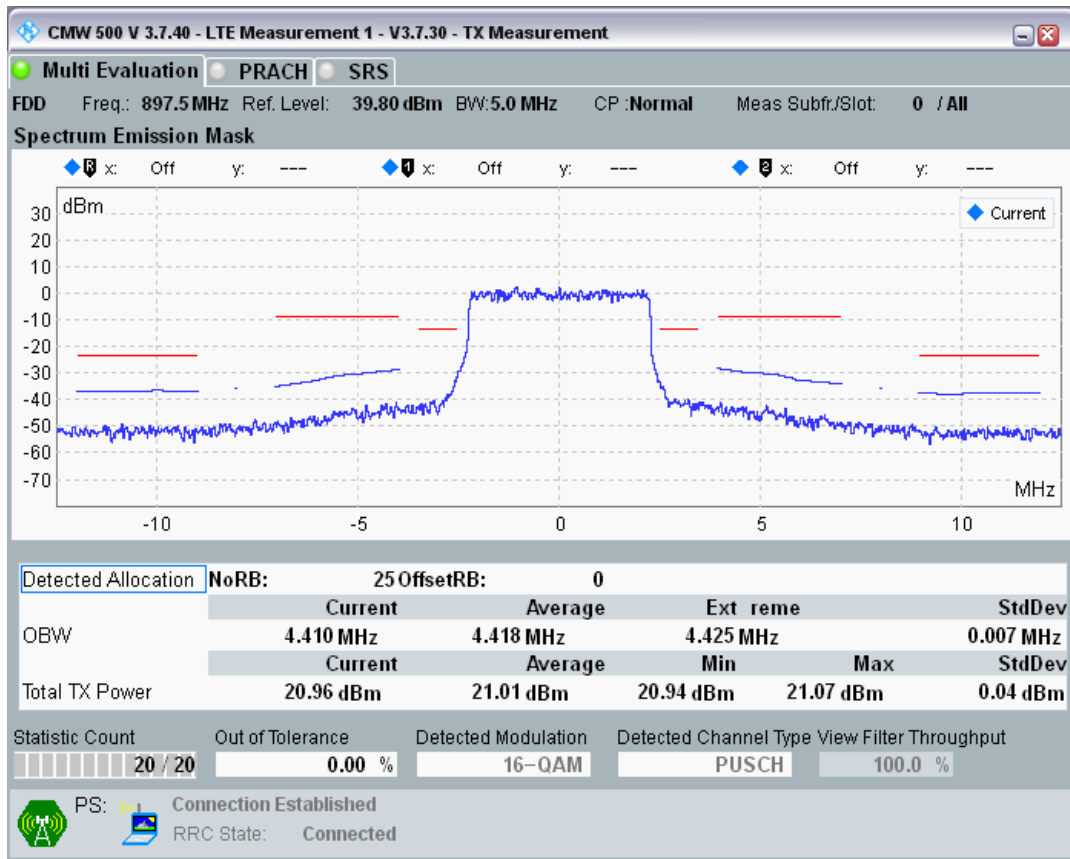 CMW 500 V 3.7.40 - LTE Measurement 1 - V3.7.30 - TX Measurement
Multi Evaluation PRACH SRS
FDD Freq.: 897.5 MHz Ref. Level: 39.80 dBm BW:5.0 MHz CP :Normal Meas Subfr./Slot: 0 / All
Spectrum Emission Mask
R x: Off y: --- 1 x: Off y: --- 2 x: Off y: ---
dBm
Current
30
20
10
0
-10
-20
-30
-40
-50
-60
-70
MHz
-10 -5 0 5 10
Detected Allocation NoRB: 25 OffsetRB: 0
Current Average Ext reme StdDev
OBW 4.410 MHz 4.418 MHz 4.425 MHz 0.007 MHz
Current Average Min Max StdDev
Total TX Power 20.96 dBm 21.01 dBm 20.94 dBm 21.07 dBm 0.04 dBm
Statistic Count Out of Tolerance Detected Modulation Detected Channel Type View Filter Throughput
20 / 20 0.00 % 16-QAM PUSCH 100.0 %
PS: Connection Established
RRC State: Connected